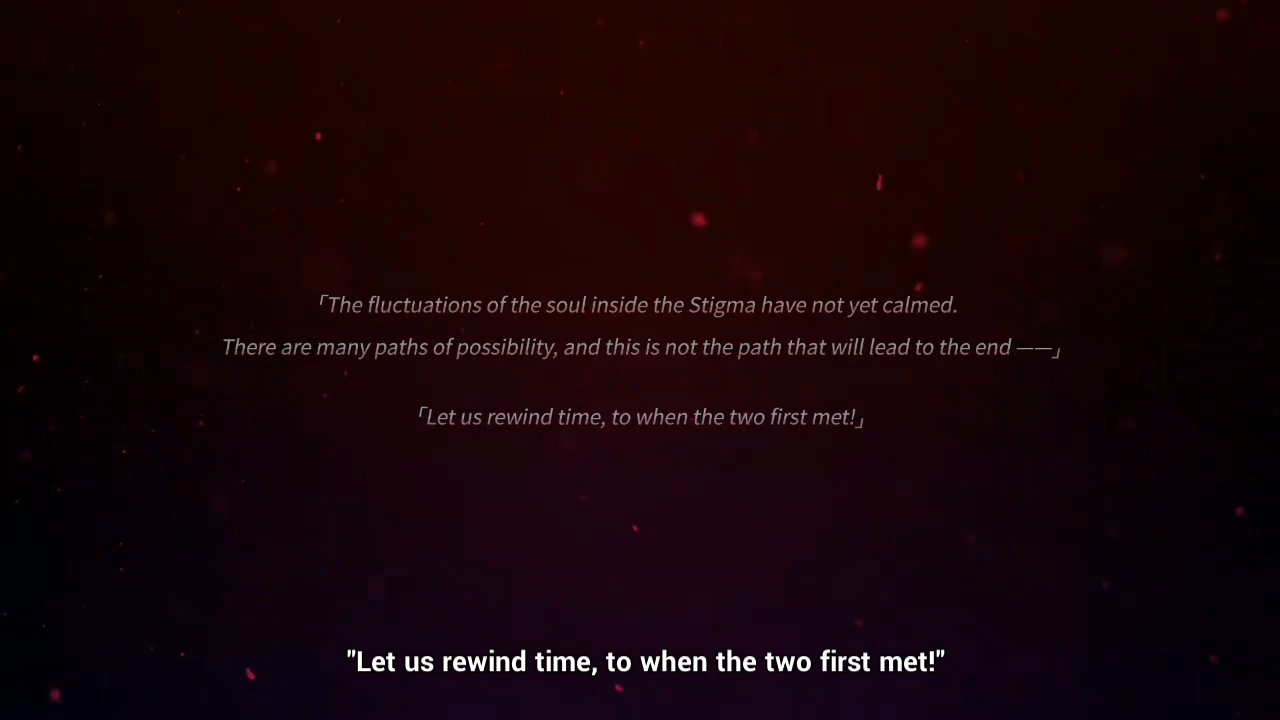 「The fluctuations of the soul inside the Stigma have not yet calmed.
There are many paths of possibility, and this is not the path that will lead to the end ——」
「Let us rewind time, to when the two first met!」
"Let us rewind time, to when the two first met!"